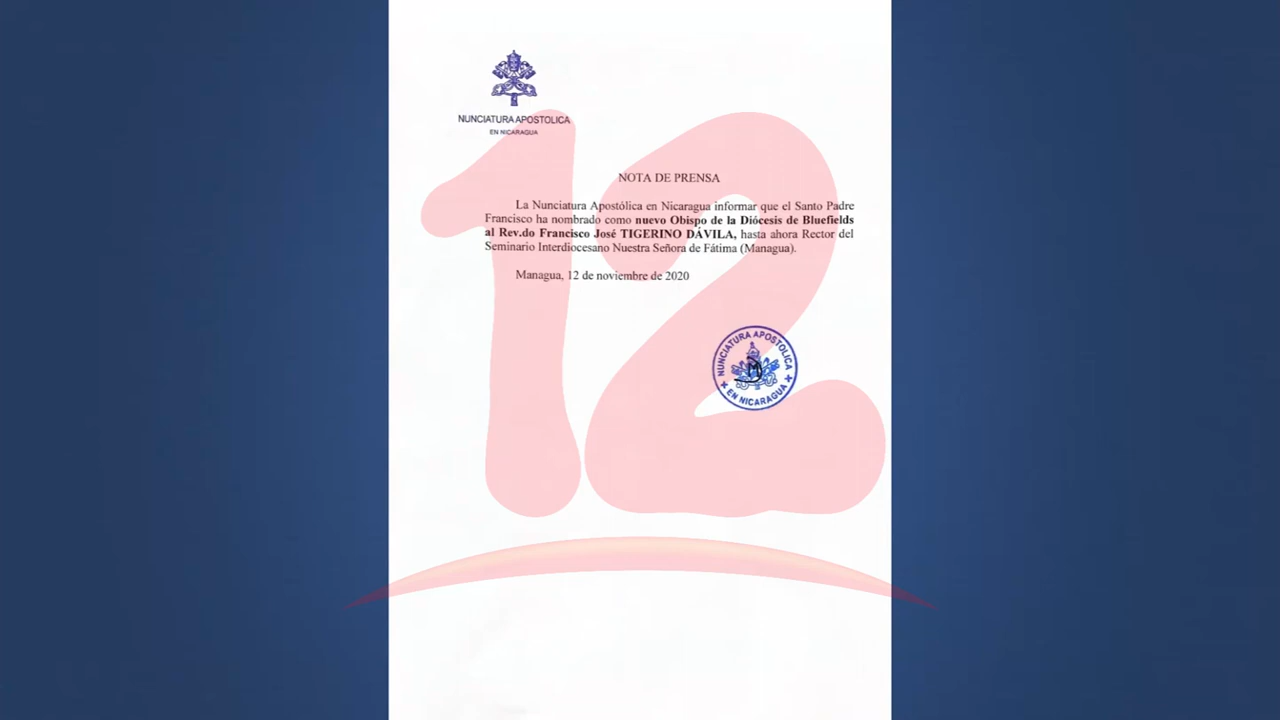 NUNCIATURA APOSTOLICA
EN NICARAGUA
12
NOTA DE PRENSA
La Nunciatura Apostólica en Nicaragua informar que el Santo Padre
Francisco ha nombrado como nuevo Obispo de la Diócesis de Bluefields
al Rev.do Francisco José TIGERINO DÁVILA, hasta ahora Rector del
Seminario Interdiocesano Nuestra Señora de Fátima (Managua).
Managua, 12 de noviembre de 2020
NUNCIATURA APOSTOLICA
EN NICARAGUA